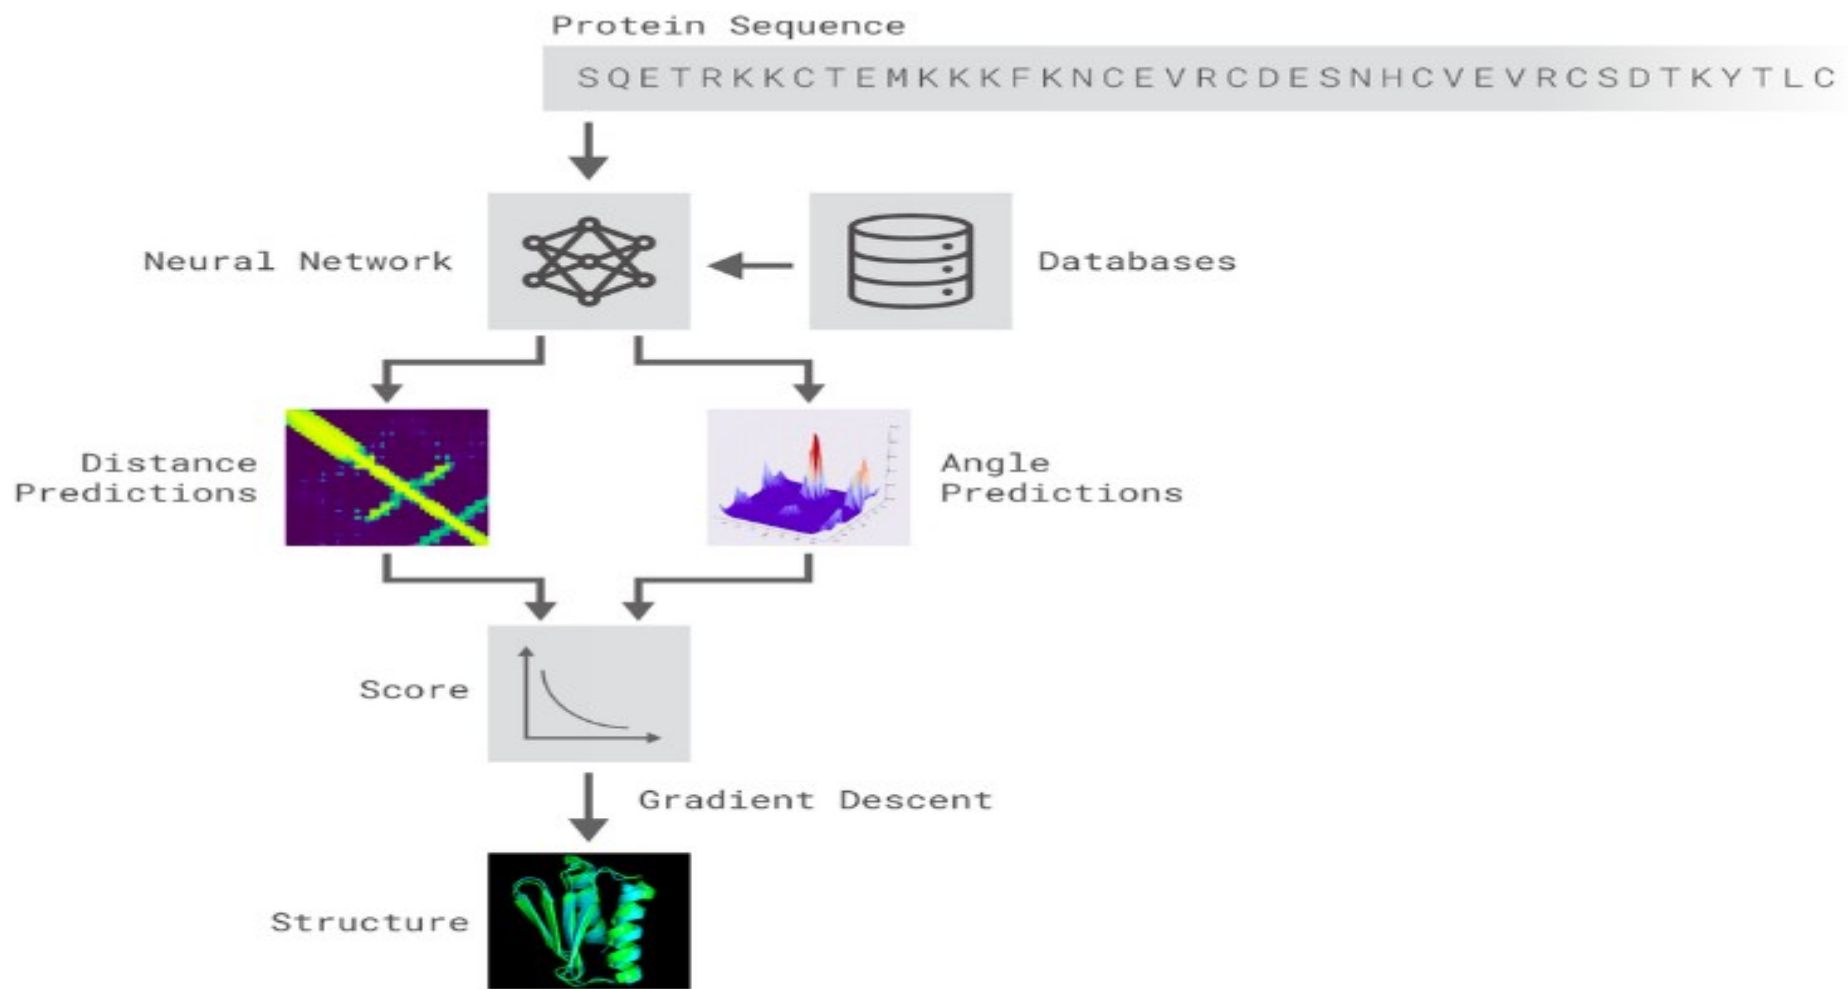 Protein Sequence
SQETRKKCTEMKKKFKNCEVRCDESNHCVEVRCSDTKYTLC
Neural Network
Databases
Distance
Predictions
Angle
Predictions
Score
Gradient Descent
Structure